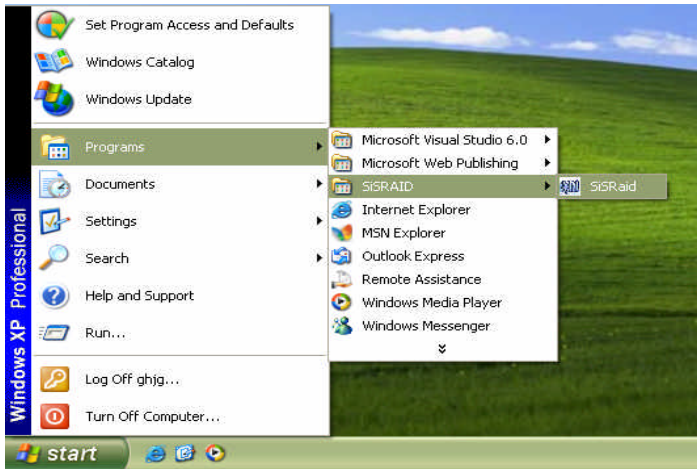 Set Program Access and Defaults
Windows Catalog
Windows Update
Programs
Documents
Settings
Search
Help and Support
Run...
Log Off ghjg...
Turn Off Computer...
Windows XP Professional
Microsoft Visual Studio 6.0
Microsoft Web Publishing
SiSRAID
Internet Explorer
MSN Explorer
Outlook Express
Remote Assistance
Windows Media Player
Windows Messenger
SiSRaid
start